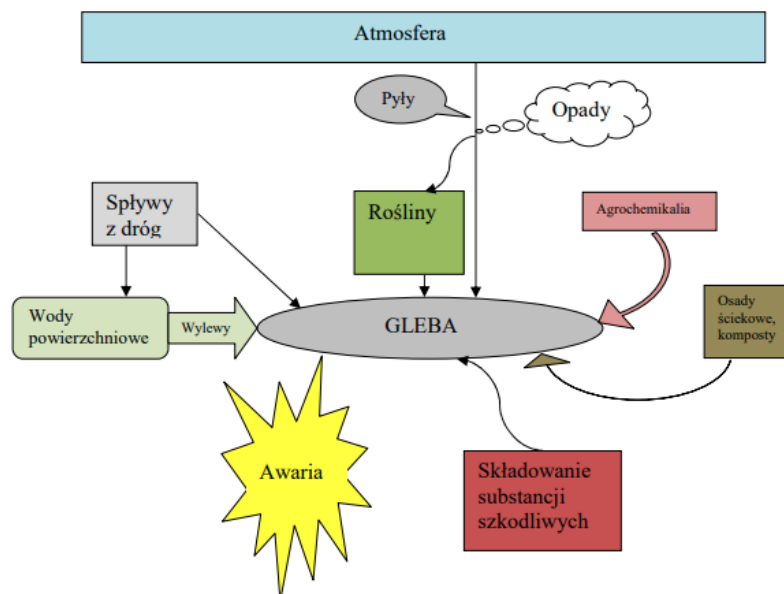 Atmosfera
Pyły
Opady
Spływy
z dróg
Rośliny
Agrochemikalia
Wody
powierzchniowe
Wylewy
GLEBA
Osady
ściekowe,
komposty
Awaria
Składowanie
substancji
szkodliwych